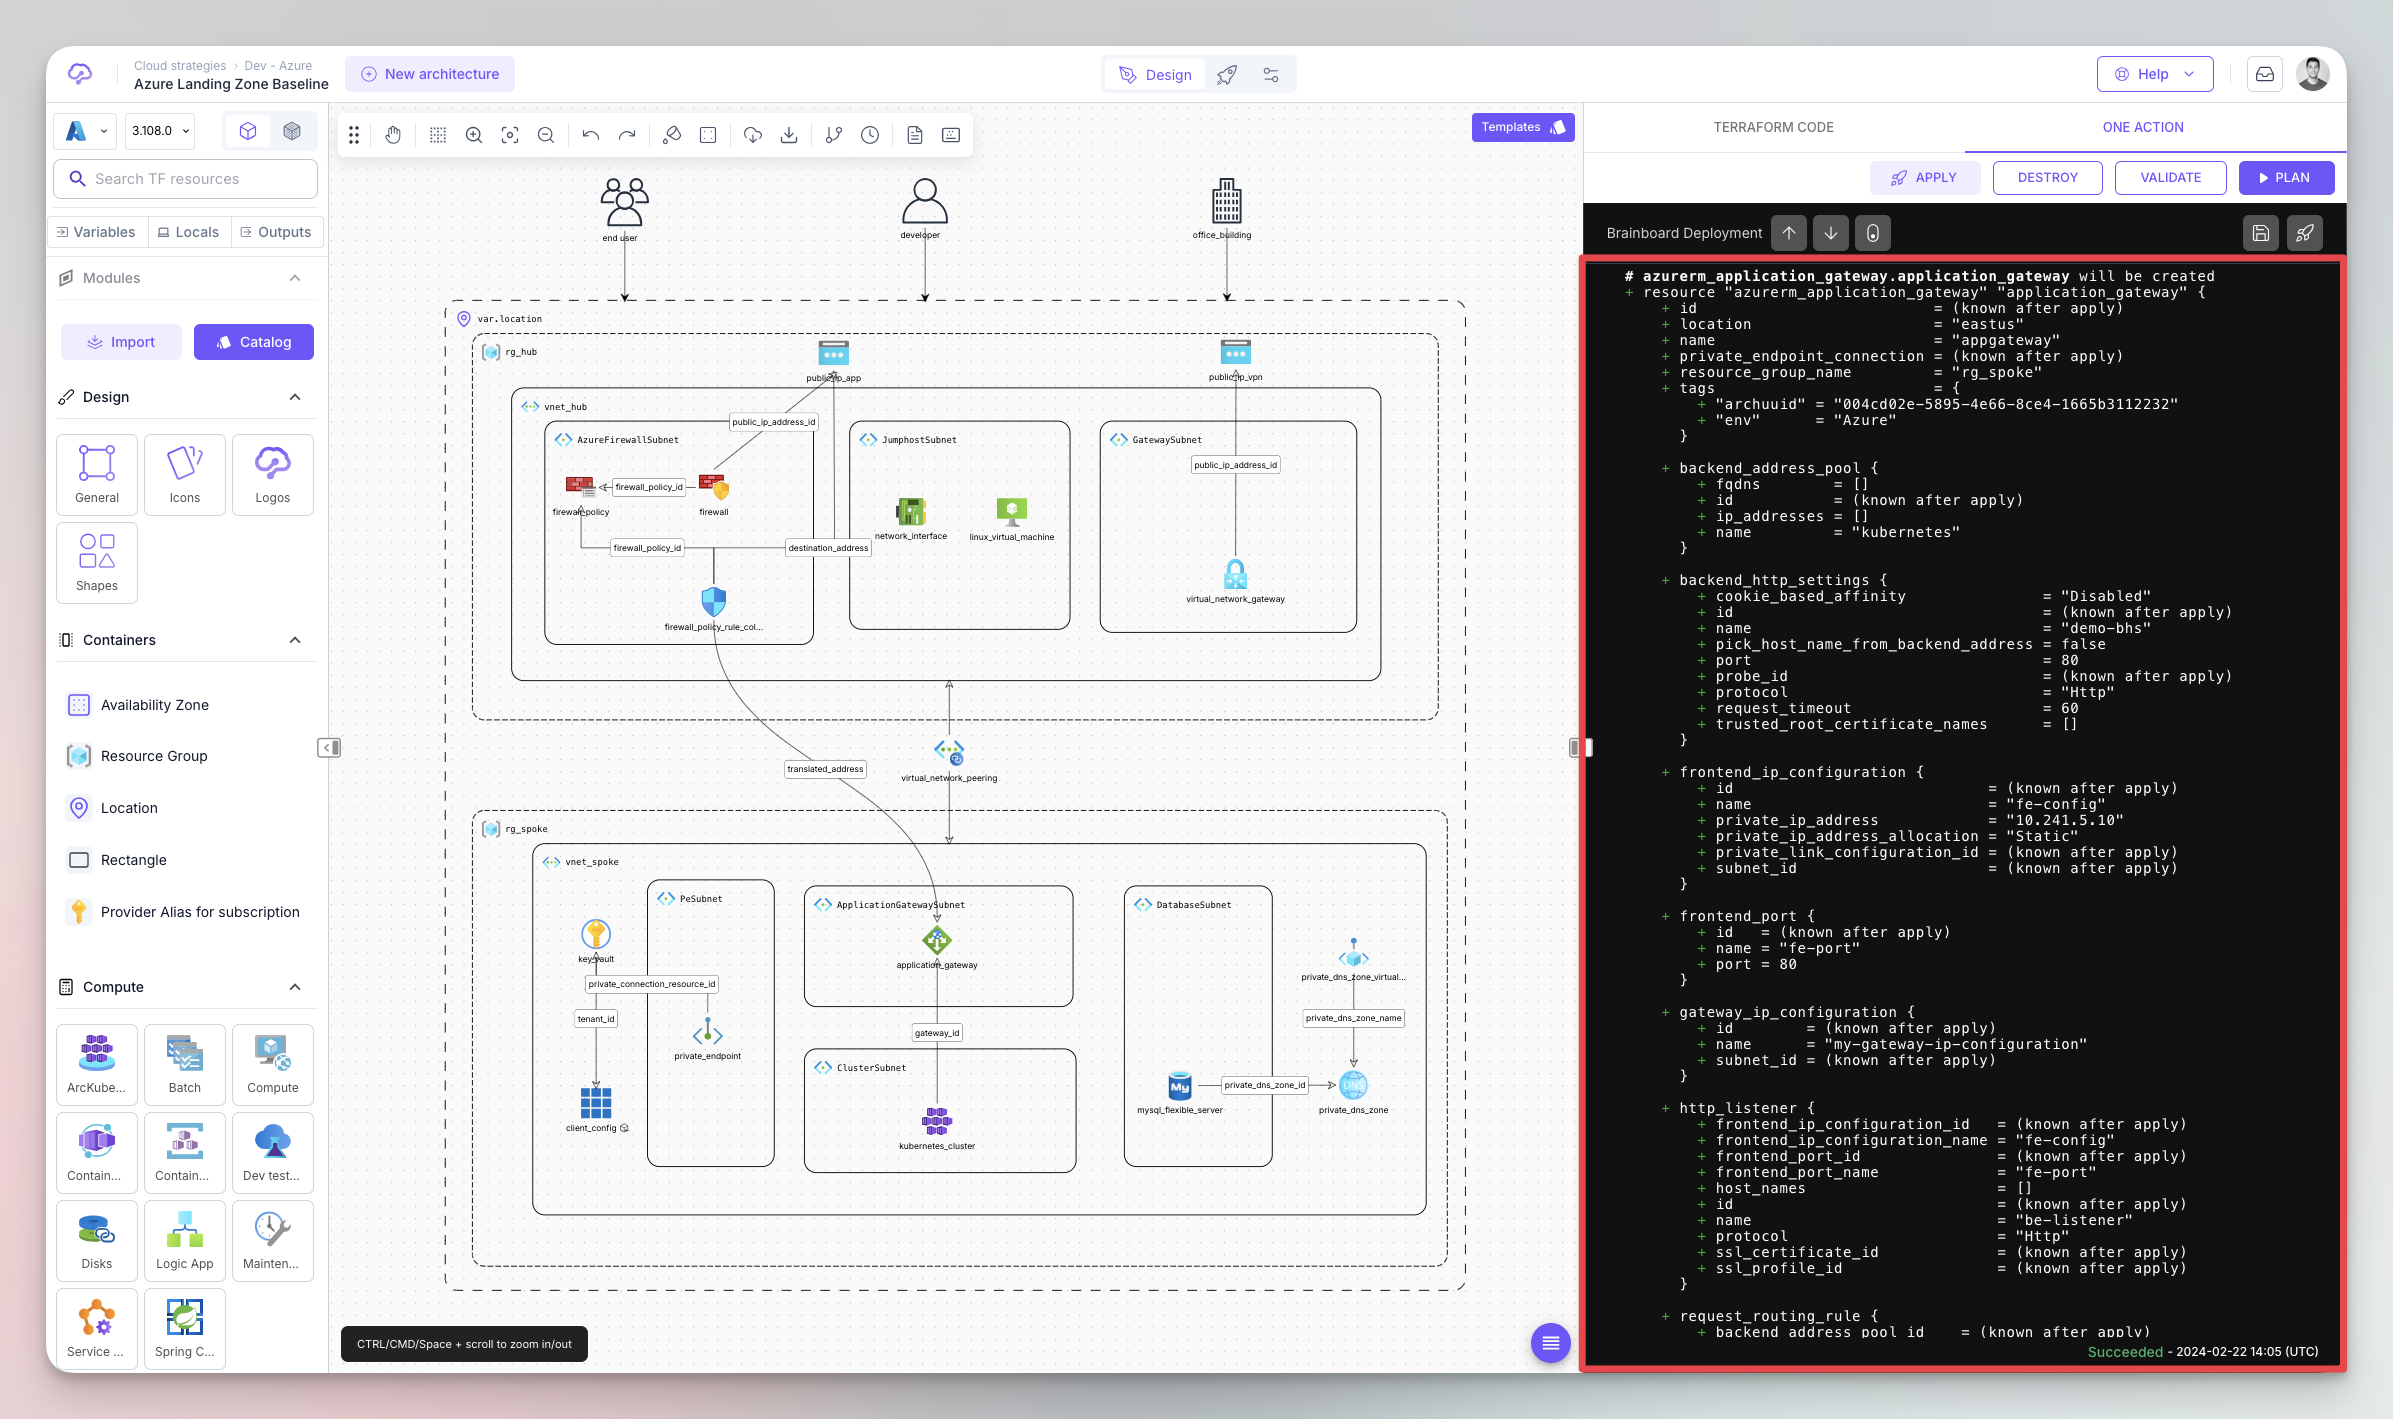 Cloud strategies › Dev - Azure
Azure Landing Zone Baseline
New architecture
Design
Help
3.108.0
Search TF resources
Variables
Locals
Outputs
Modules
Import
Catalog
Design
General
Icons
Logos
Shapes
Containers
Availability Zone
Resource Group
Location
Rectangle
Provider Alias for subscription
Compute
ArcKube...
Batch
Compute
Contain...
Contain...
Dev test...
Disks
Logic App
Mainten...
Service ...
Spring C...
Templates
end user
developer
office_building
var.location
rg_hub
public_ip_app
public_ip_vpn
vnet_hub
public_ip_address_id
AzureFirewallSubnet
JumphostSubnet
GatewaySubnet
public_ip_address_id
firewall_policy_id
firewall_policy
firewall
network_interface
linux_virtual_machine
firewall_policy_id
destination_address
virtual_network_gateway
firewall_policy_rule_col...
translated_address
virtual_network_peering
rg_spoke
vnet_spoke
PeSubnet
ApplicationGatewaySubnet
DatabaseSubnet
key_vault
application_gateway
private_dns_zone_virtual...
private_connection_resource_id
tenant_id
private_dns_zone_name
gateway_id
private_endpoint
ClusterSubnet
My
private_dns_zone_id
DNS
mysql_flexible_server
private_dns_zone
client_config
kubernetes_cluster
CTRL/CMD/Space + scroll to zoom in/out
TERRAFORM CODE
ONE ACTION
APPLY
DESTROY
VALIDATE
PLAN
Brainboard Deployment
# azurerm_application_gateway.application_gateway will be created
+ resource "azurerm_application_gateway" "application_gateway" {
+ id = (known after apply)
+ location = "eastus"
+ name = "appgateway"
+ private_endpoint_connection = (known after apply)
+ resource_group_name = "rg_spoke"
+ tags = {
+ "archuuid" = "004cd02e-5895-4e66-8ce4-1665b3112232"
+ "env" = "Azure"
}
+ backend_address_pool {
+ fqdns = []
+ id = (known after apply)
+ ip_addresses = []
+ name = "kubernetes"
}
+ backend_http_settings {
+ cookie_based_affinity = "Disabled"
+ id = (known after apply)
+ name = "demo-bhs"
+ pick_host_name_from_backend_address = false
+ port = 80
+ probe_id = (known after apply)
+ protocol = "Http"
+ request_timeout = 60
+ trusted_root_certificate_names = []
}
+ frontend_ip_configuration {
+ id = (known after apply)
+ name = "fe-config"
+ private_ip_address = "10.241.5.10"
+ private_ip_address_allocation = "Static"
+ private_link_configuration_id = (known after apply)
+ subnet_id = (known after apply)
}
+ frontend_port {
+ id = (known after apply)
+ name = "fe-port"
+ port = 80
}
+ gateway_ip_configuration {
+ id = (known after apply)
+ name = "my-gateway-ip-configuration"
+ subnet_id = (known after apply)
}
+ http_listener {
+ frontend_ip_configuration_id = (known after apply)
+ frontend_ip_configuration_name = "fe-config"
+ frontend_port_id = (known after apply)
+ frontend_port_name = "fe-port"
+ host_names = []
+ id = (known after apply)
+ name = "be-listener"
+ protocol = "Http"
+ ssl_certificate_id = (known after apply)
+ ssl_profile_id = (known after apply)
}
+ request_routing_rule {
+ backend_address_pool_id = (known after apply)
Succeeded - 2024-02-22 14:05 (UTC)